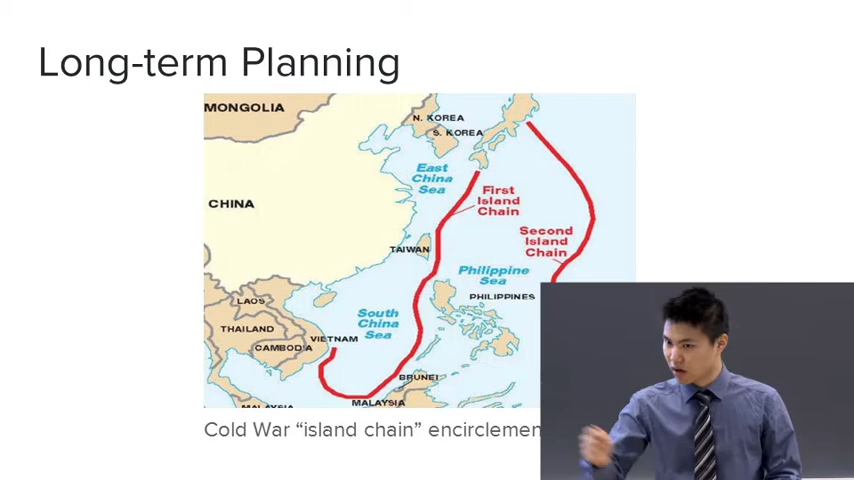 Long-term Planning
MONGOLIA
N. KOREA
S. KOREA
East
China
Sea
First
Island
Chain
CHINA
Second
Island
Chain
TAIWAN
Philippine
Sea
PHILIPPINES
LAOS
South
China
Sea
THAILAND
VIETNAM
CAMBODIA
BRUNEI
MALAYSIA
MALAYSIA
Cold War “island chain” encirclemen